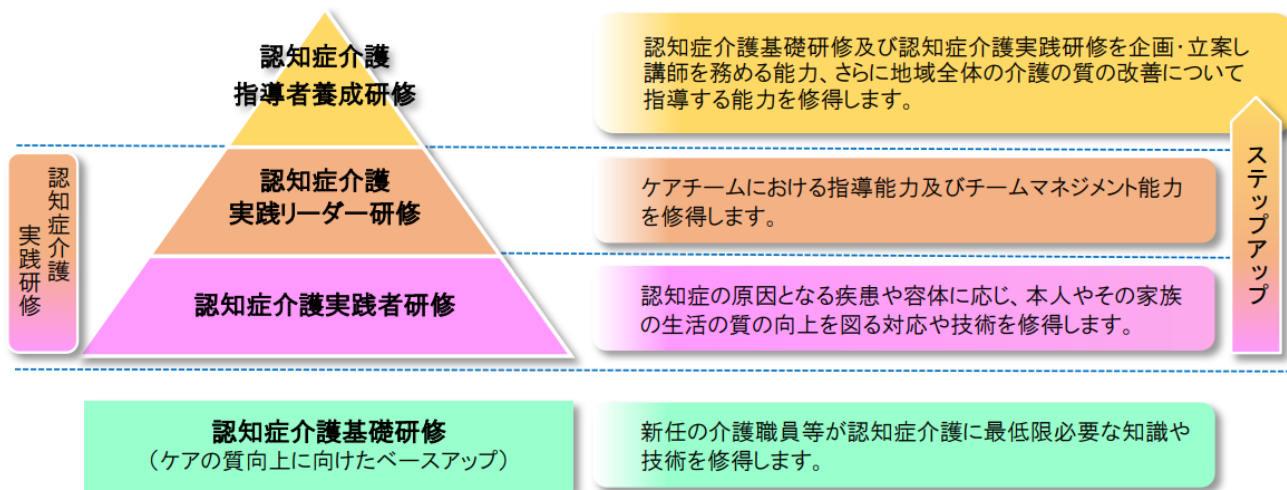 認知症介護
指導者養成研修
認知症介護基礎研修及び認知症介護実践研修を企画・立案し
講師を務める能力、さらに地域全体の介護の質の改善について
指導する能力を修得します。
認知症介護
実践研修
認知症介護
実践リーダー研修
ケアチームにおける指導能力及びチームマネジメント能力
を修得します。
ステップアップ
認知症介護実践者研修
認知症の原因となる疾患や容体に応じ、本人やその家族
の生活の質の向上を図る対応や技術を修得します。
認知症介護基礎研修
（ケアの質向上に向けたベースアップ）
新任の介護職員等が認知症介護に最低限必要な知識や
技術を修得します。